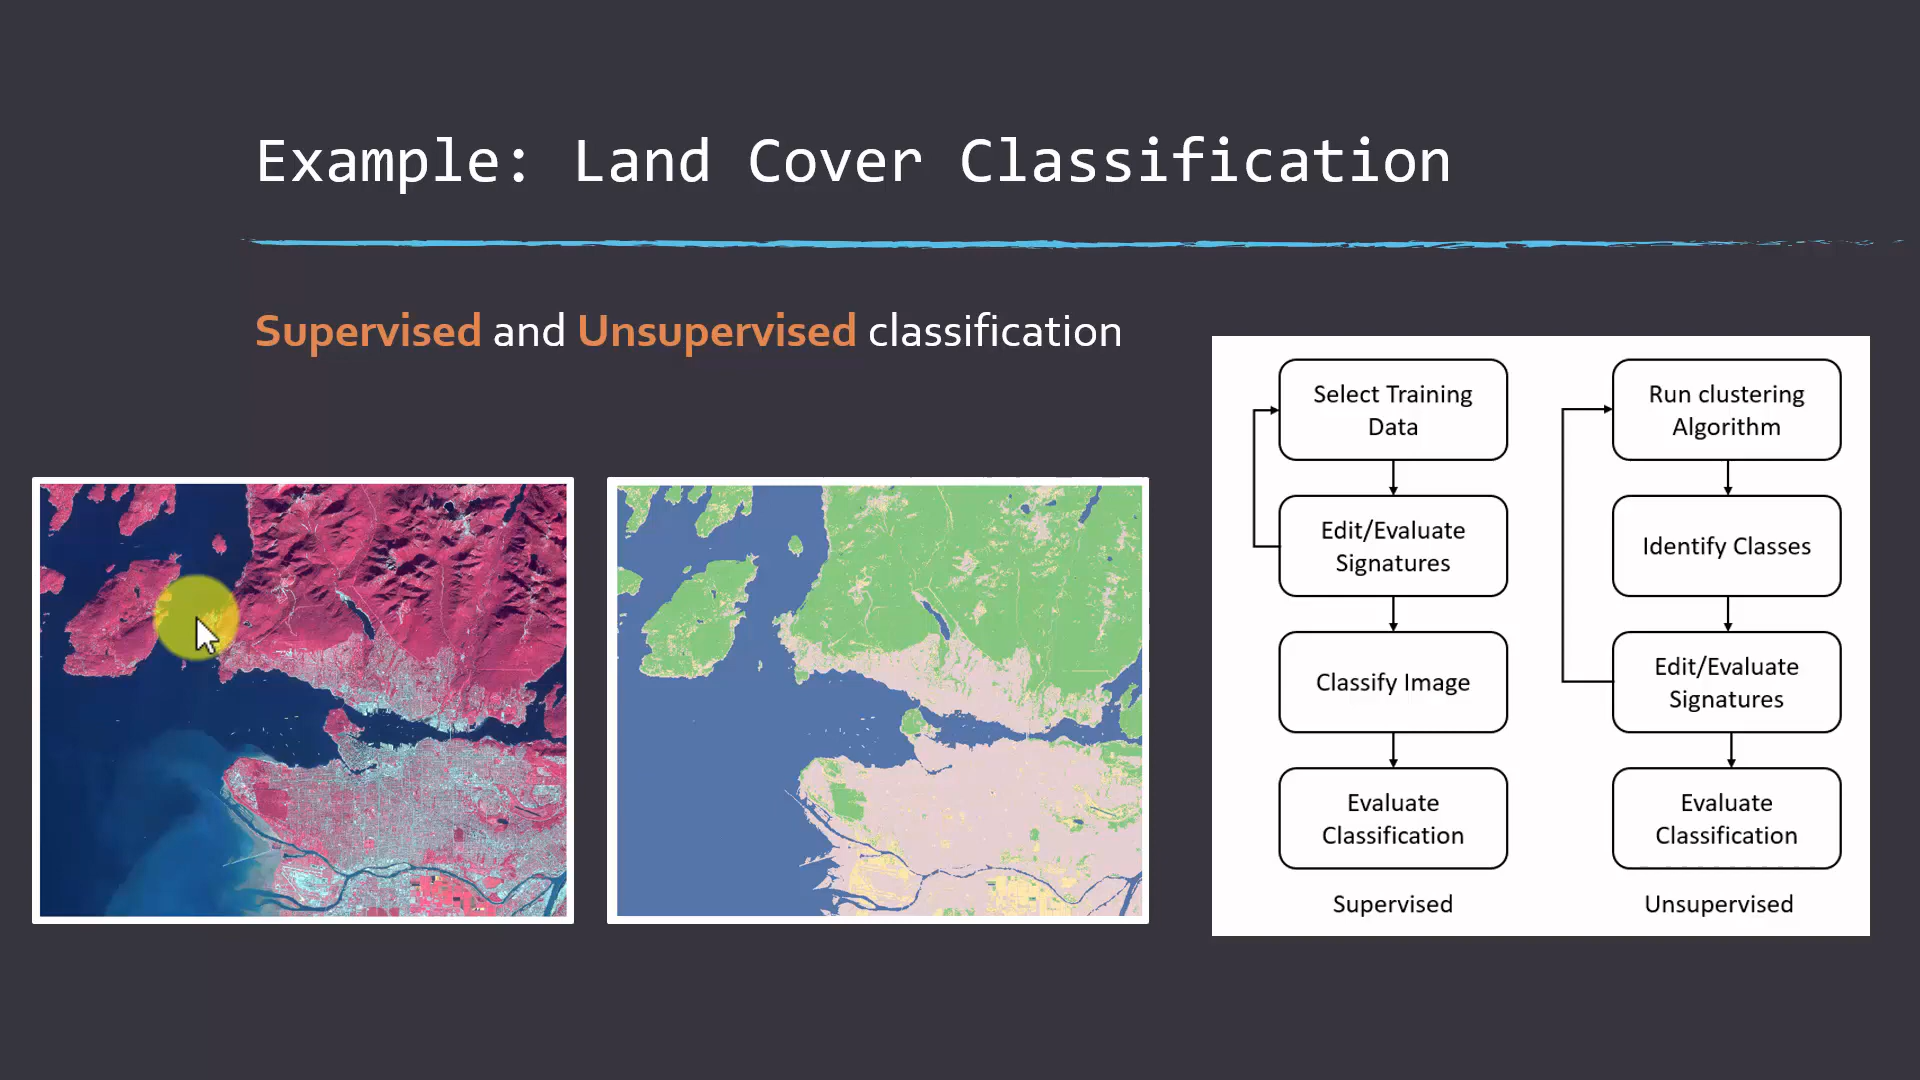 Example: Land Cover Classification
Supervised and Unsupervised classification
Select Training
Data
Edit/Evaluate
Signatures
Classify Image
Evaluate
Classification
Supervised
Run clustering
Algorithm
Identify Classes
Edit/Evaluate
Signatures
Evaluate
Classification
Unsupervised